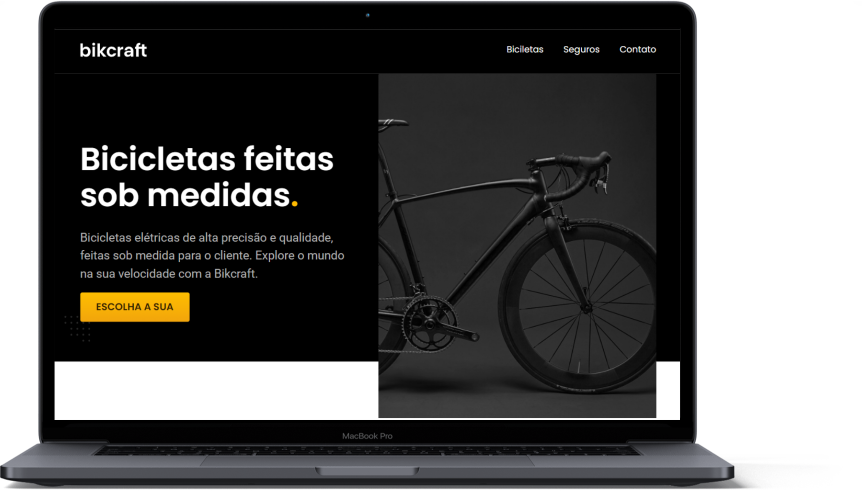 bikcraft
Biciletas Seguros Contato
Bicicletas feitas
sob medidas.
Bicicletas elétricas de alta precisão e qualidade,
feitas sob medida para o cliente. Explore o mundo
na sua velocidade com a Bikcraft.
ESCOLHA A SUA
MacBook Pro